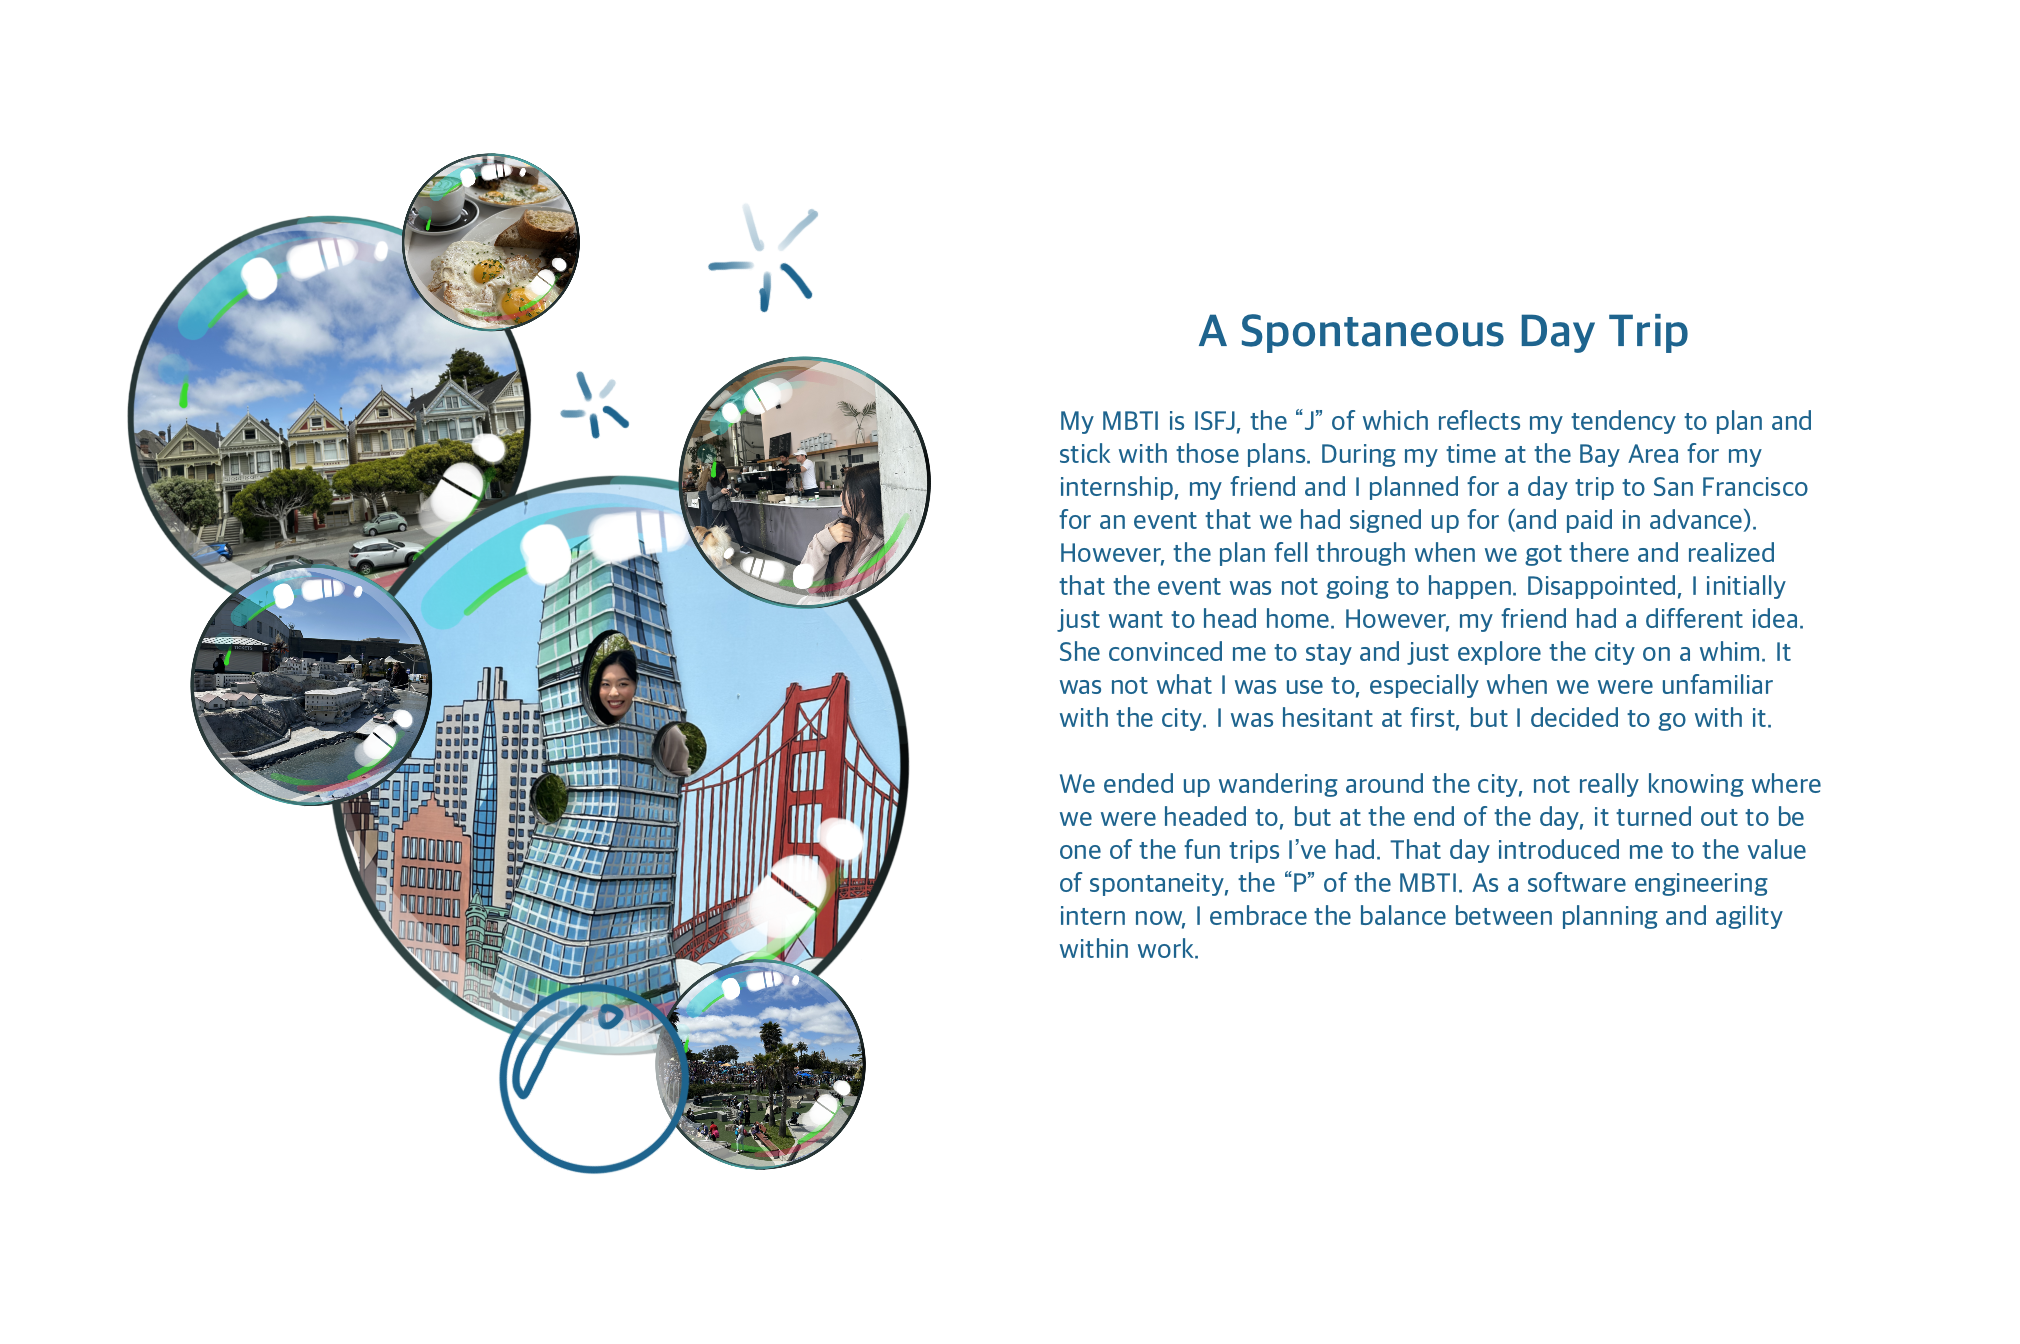 A Spontaneous Day Trip
My MBTI is ISFJ, the “J” of which reflects my tendency to plan and
stick with those plans. During my time at the Bay Area for my
internship, my friend and I planned for a day trip to San Francisco
for an event that we had signed up for (and paid in advance).
However, the plan fell through when we got there and realized
that the event was not going to happen. Disappointed, I initially
just want to head home. However, my friend had a different idea.
She convinced me to stay and just explore the city on a whim. It
was not what I was use to, especially when we were unfamiliar
with the city. I was hesitant at first, but I decided to go with it.
We ended up wandering around the city, not really knowing where
we were headed to, but at the end of the day, it turned out to be
one of the fun trips I’ve had. That day introduced me to the value
of spontaneity, the “P” of the MBTI. As a software engineering
intern now, I embrace the balance between planning and agility
within work.